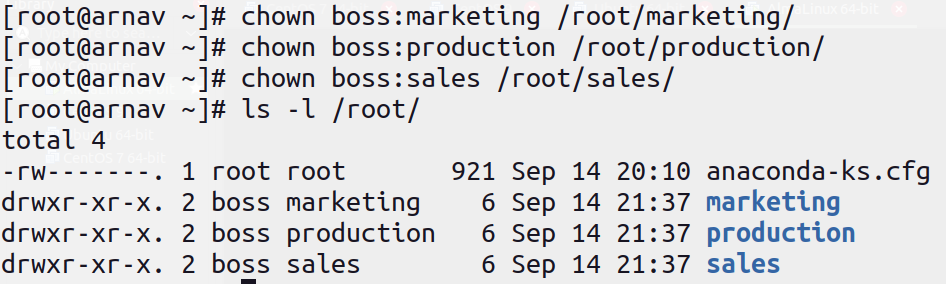 [root@arnav ~]# chown boss:marketing /root/marketing/
[root@arnav ~]# chown boss:production /root/production/
[root@arnav ~]# chown boss:sales /root/sales/
[root@arnav ~]# ls -l /root/
total 4
-rw-------. 1 root root       921 Sep 14 20:10 anaconda-ks.cfg
drwxr-xr-x. 2 boss marketing    6 Sep 14 21:37 marketing
drwxr-xr-x. 2 boss production   6 Sep 14 21:37 production
drwxr-xr-x. 2 boss sales        6 Sep 14 21:37 sales